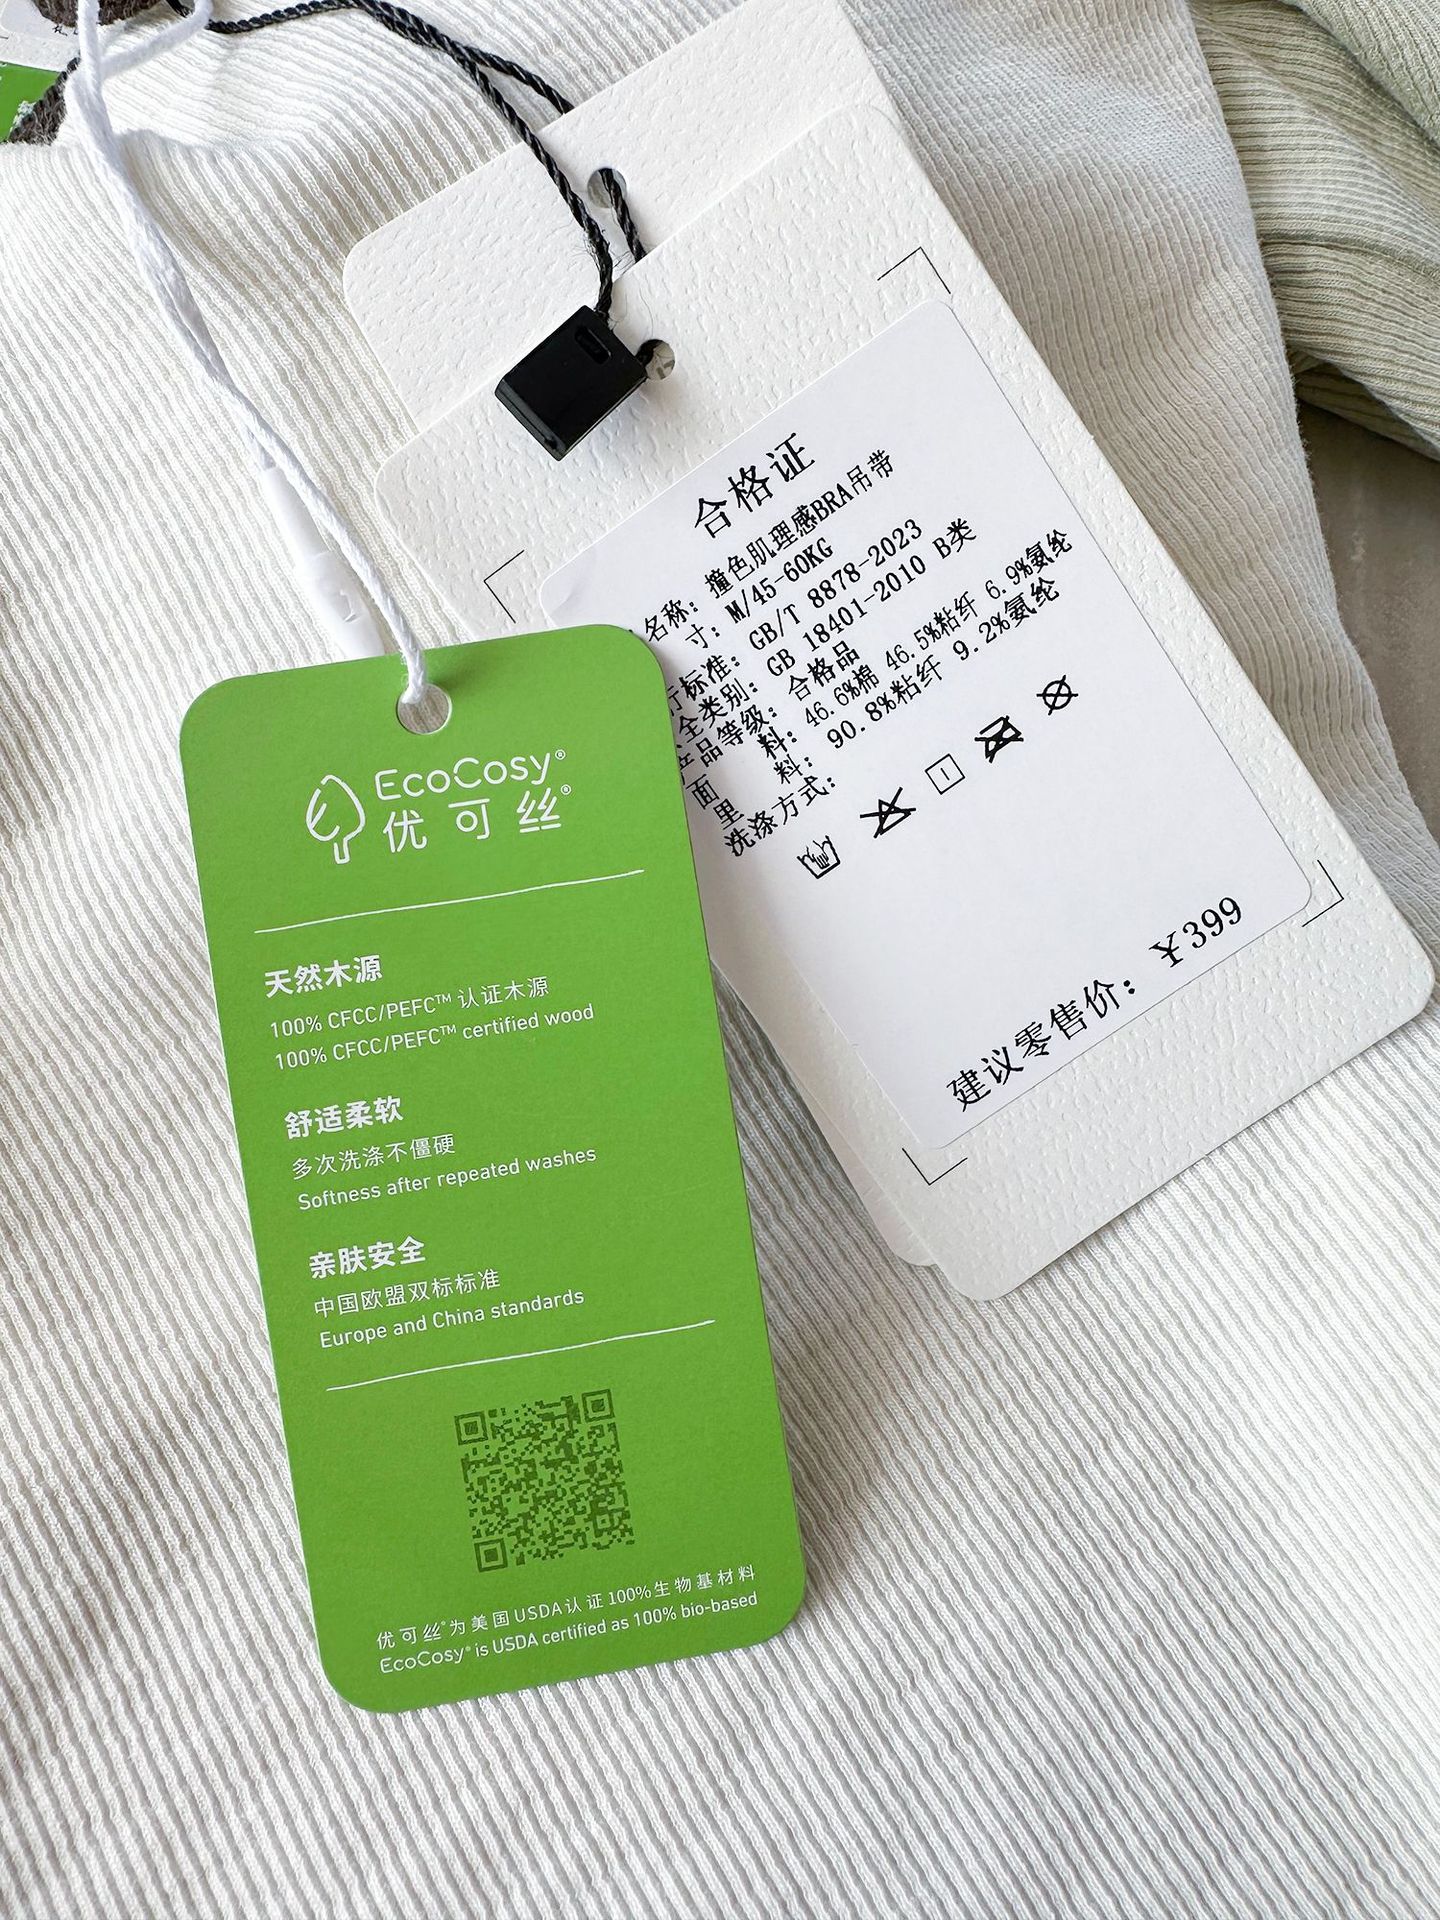 EcoCosy®
优可丝®
天然木源
100% CFCC/PEFC™ 认证木源
100% CFCC/PEFC™ certified wood
舒适柔软
多次洗涤不僵硬
Softness after repeated washes
亲肤安全
中国欧盟双标标准
Europe and China standards
优可丝®为美国USDA认证100%生物基材料
EcoCosy® is USDA certified as 100% bio-based
合格证
名称: 撞色肌理感BRA吊带
寸: M/45-60KG
行标准: GB/T 8878-2023
全类别: GB 18401-2010 B类
产品等级: 合格品
面料: 46.6%棉 46.5%粘纤 6.9%氨纶
里料: 90.8%粘纤 9.2%氨纶
洗涤方式:
建议零售价: ¥399